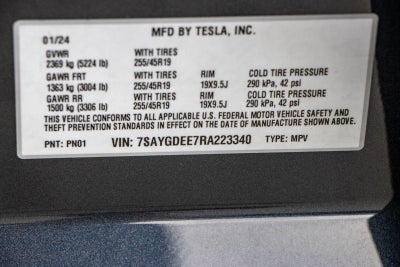 MFD BY TESLA, INC.
01/24
GVWR WITH TIRES
2369 kg (5224 lb) 255/45R19
GAWR FRT WITH TIRES RIM COLD TIRE PRESSURE
1363 kg (3004 lb) 255/45R19 19X9.5J 290 kPa, 42 psi
GAWR RR WITH TIRES RIM COLD TIRE PRESSURE
1500 kg (3306 lb) 255/45R19 19X9.5J 290 kPa, 42 psi
THIS VEHICLE CONFORMS TO ALL APPLICABLE U.S. FEDERAL MOTOR VEHICLE SAFETY AND
THEFT PREVENTION STANDARDS IN EFFECT ON THE DATE OF MANUFACTURE SHOWN ABOVE.
PNT: PN01 VIN: 7SAYGDEE7RA223340 TYPE: MPV